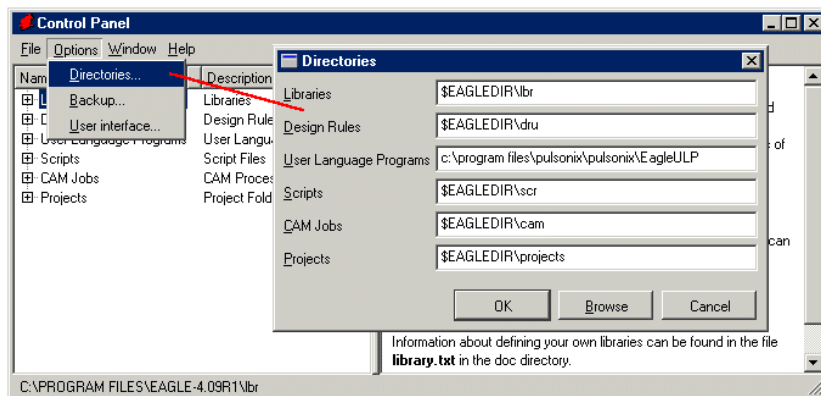 Control Panel
File Options Window Help
Directories...
Backup...
User interface...
Nam
Description
Libraries
Design Rule
User Language Programs
User Langu
Scripts
Script Files
CAM Jobs
CAM Proces
Projects
Project Fold
Directories
Libraries
$EAGLEDIR\lbr
Design Rules
$EAGLEDIR\dru
User Language Programs
c:\program files\pulsonix\pulsonix\EagleULP
Scripts
$EAGLEDIR\scr
CAM Jobs
$EAGLEDIR\cam
Projects
$EAGLEDIR\projects
OK Browse Cancel
of
can
Information about defining your own libraries can be found in the file
library.txt in the doc directory.
C:\PROGRAM FILES\EAGLE-4.09R1\lbr